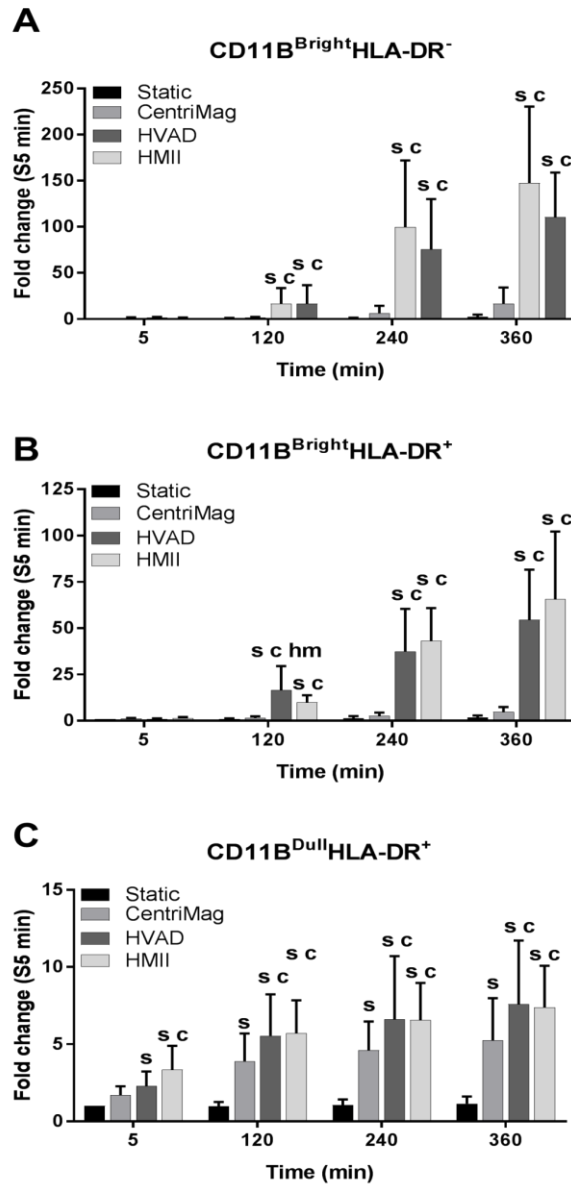 A
CD11B^Bright HLA-DR^-
Static
CentriMag
HVAD
HMII
Fold change (S5 min)
250
200
150
100
50
0
s c
s c
s c
s c
s c
s c
5
120
240
360
Time (min)
B
CD11B^Bright HLA-DR^+
Static
CentriMag
HVAD
HMII
Fold change (S5 min)
125
100
75
50
25
0
s c hm
s c
s c
s c
s c
s c
5
120
240
360
Time (min)
C
CD11B^Dull HLA-DR^+
Static
CentriMag
HVAD
HMII
Fold change (S5 min)
15
10
5
0
s
s c
s
s c
s c
s
s c
s c
s
s c
s c
5
120
240
360
Time (min)